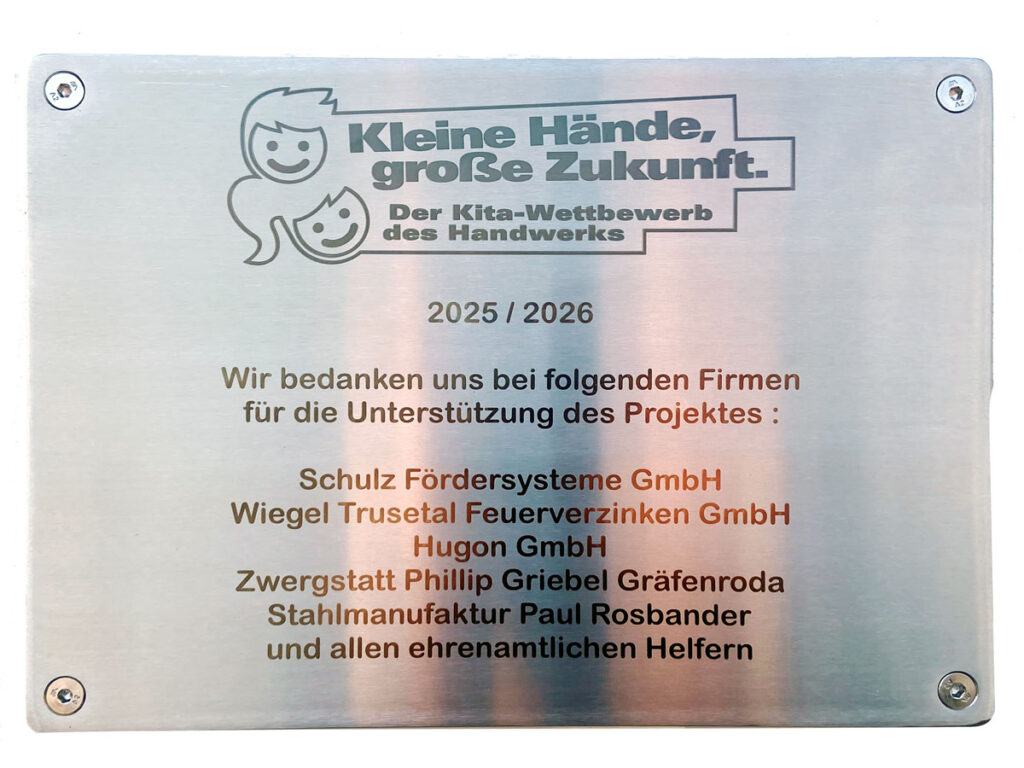 Kleine Hände,
große Zukunft.
Der Kita-Wettbewerb
des Handwerks
2025 / 2026
Wir bedanken uns bei folgenden Firmen
für die Unterstützung des Projektes :
Schulz Fördersysteme GmbH
Wiegel Trusetal Feuerverzinken GmbH
Hugon GmbH
Zwergstatt Phillip Griebel Gräfenroda
Stahlmanufaktur Paul Rosbander
und allen ehrenamtlichen Helfern